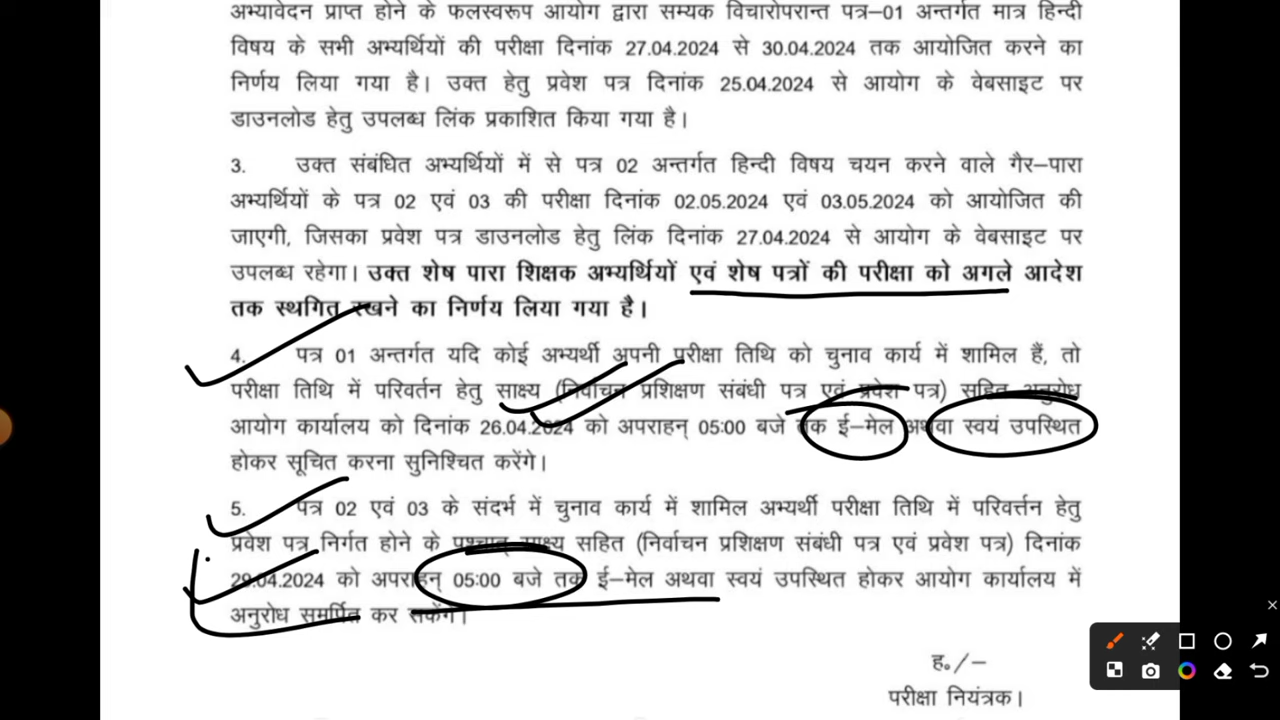 अभ्यावेदन प्राप्त होने के फलस्वरूप आयोग द्वारा सम्यक विचारोपरान्त पत्र–01 अन्तर्गत मात्र हिन्दी
विषय के सभी अभ्यर्थियों की परीक्षा दिनांक 27.04.2024 से 30.04.2024 तक आयोजित करने का
निर्णय लिया गया है। उक्त हेतु प्रवेश पत्र दिनांक 25.04.2024 से आयोग के वेबसाइट पर
डाउनलोड हेतु उपलब्ध लिंक प्रकाशित किया गया है।
3. उक्त संबंधित अभ्यर्थियों में से पत्र 02 अन्तर्गत हिन्दी विषय चयन करने वाले गैर–पारा
अभ्यर्थियों के पत्र 02 एवं 03 की परीक्षा दिनांक 02.05.2024 एवं 03.05.2024 को आयोजित की
जाएगी, जिसका प्रवेश पत्र डाउनलोड हेतु लिंक दिनांक 27.04.2024 से आयोग के वेबसाइट पर
उपलब्ध रहेगा। उक्त शेष पारा शिक्षक अभ्यर्थियों एवं शेष पत्रों की परीक्षा को अगले आदेश
तक स्थगित रखने का निर्णय लिया गया है।
4. पत्र 01 अन्तर्गत यदि कोई अभ्यर्थी अपनी परीक्षा तिथि को चुनाव कार्य में शामिल हैं, तो
परीक्षा तिथि में परिवर्तन हेतु साक्ष्य (निर्वाचन प्रशिक्षण संबंधी पत्र एवं प्रवेश पत्र) सहित अनुरोध
आयोग कार्यालय को दिनांक 26.04.2024 को अपराहन् 05:00 बजे तक ई–मेल अथवा स्वयं उपस्थित
होकर सूचित करना सुनिश्चित करेंगे।
5. पत्र 02 एवं 03 के संदर्भ में चुनाव कार्य में शामिल अभ्यर्थी परीक्षा तिथि में परिवर्त्तन हेतु
प्रवेश पत्र निर्गत होने के पश्चात् साक्ष्य सहित (निर्वाचन प्रशिक्षण संबंधी पत्र एवं प्रवेश पत्र) दिनांक
29.04.2024 को अपराहन् 05:00 बजे तक ई–मेल अथवा स्वयं उपस्थित होकर आयोग कार्यालय में
अनुरोध समर्पित कर सकेंगे।
ह०/–
परीक्षा नियंत्रक।